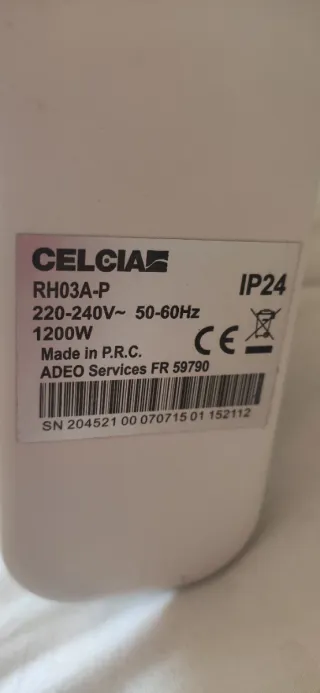 CELCIA
RH03A-P
IP24
220-240V~ 50-60Hz
1200W
CE
Made in P.R.C.
ADEO Services FR 59790
SN 204521 00 070715 01 152112